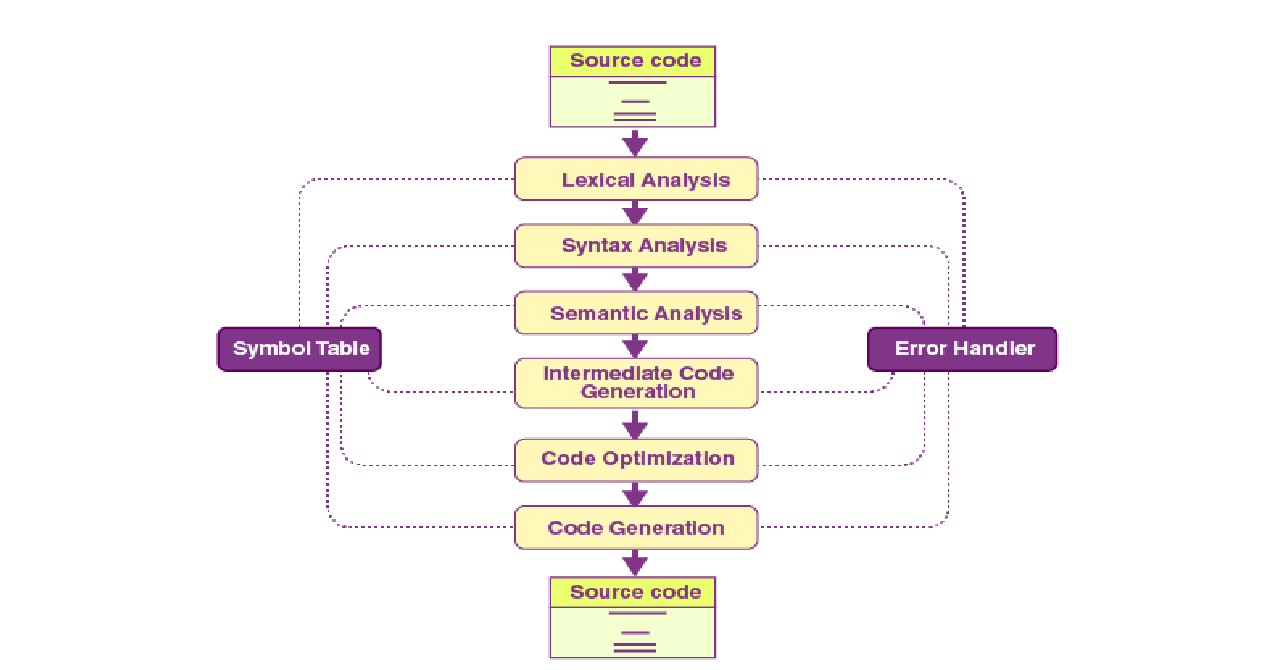 Source code
Lexical Analysis
Syntax Analysis
Semantic Analysis
Symbol Table
Error Handler
Intermediate Code
Generation
Code Optimization
Code Generation
Source code